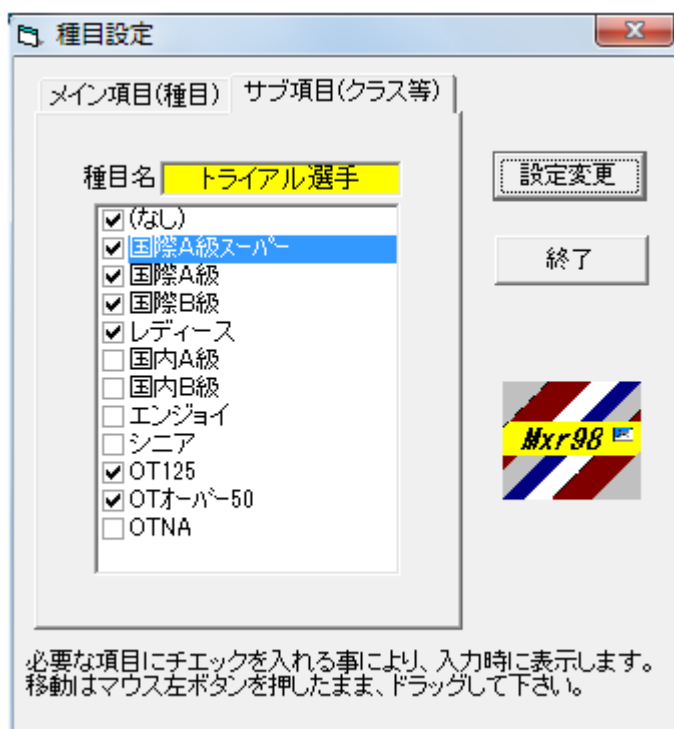 種目設定
メイン項目(種目) サブ項目(クラス等)
種目名 トライアル選手
設定変更
(なし)
国際A級スーパー
終了
国際A級
国際B級
レディース
国内A級
国内B級
エンジョイ
シニア
Mxr98
OT125
OTオーバー50
OTNA
必要な項目にチエックを入れる事により、入力時に表示します。
移動はマウス左ボタンを押したまま、ドラッグして下さい。